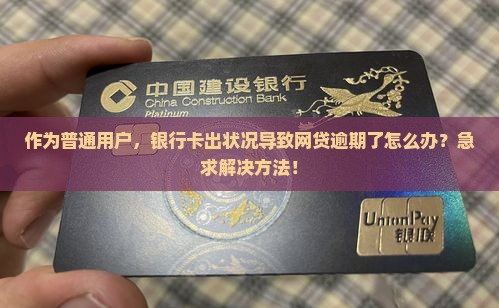 中国建设银行
China Construction Bank
Platinum
作为普通用户，银行卡出状况导致网贷逾期了怎么办？急
求解决方法！
UnionPay
银联